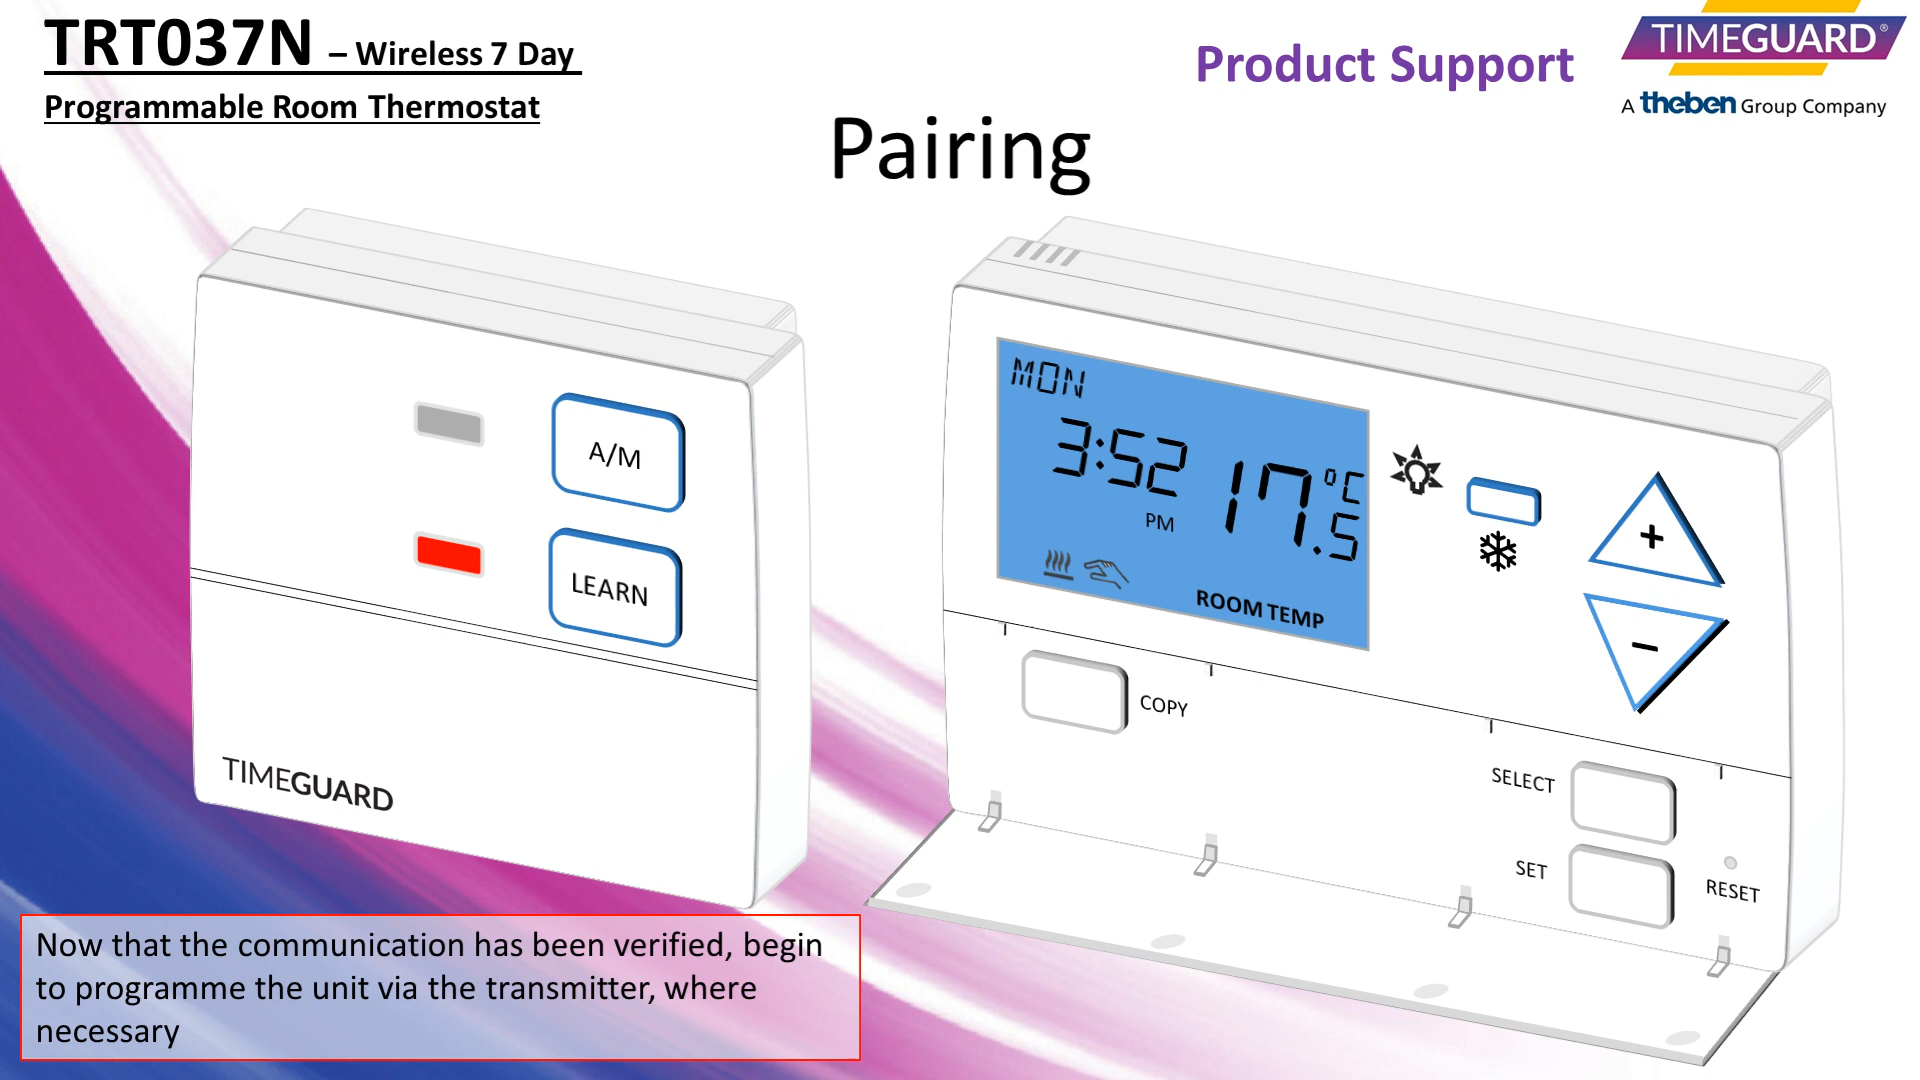 TRT037N – Wireless 7 Day
Programmable Room Thermostat
Product Support
TIMEGUARD®
A theben Group Company
Pairing
A/M
LEARN
TIMEGUARD
MON
3:52 PM
17.5 °C
ROOM TEMP
+
−
COPY
SELECT
SET
RESET
Now that the communication has been verified, begin
to programme the unit via the transmitter, where
necessary